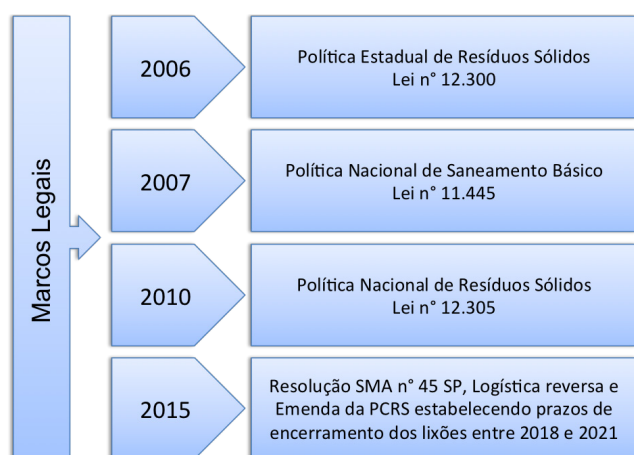 Marcos Legais
2006
Política Estadual de Resíduos Sólidos
Lei n° 12.300
2007
Política Nacional de Saneamento Básico
Lei n° 11.445
2010
Política Nacional de Resíduos Sólidos
Lei n° 12.305
2015
Resolução SMA n° 45 SP, Logística reversa e
Emenda da PCRS estabelecendo prazos de
encerramento dos lixões entre 2018 e 2021